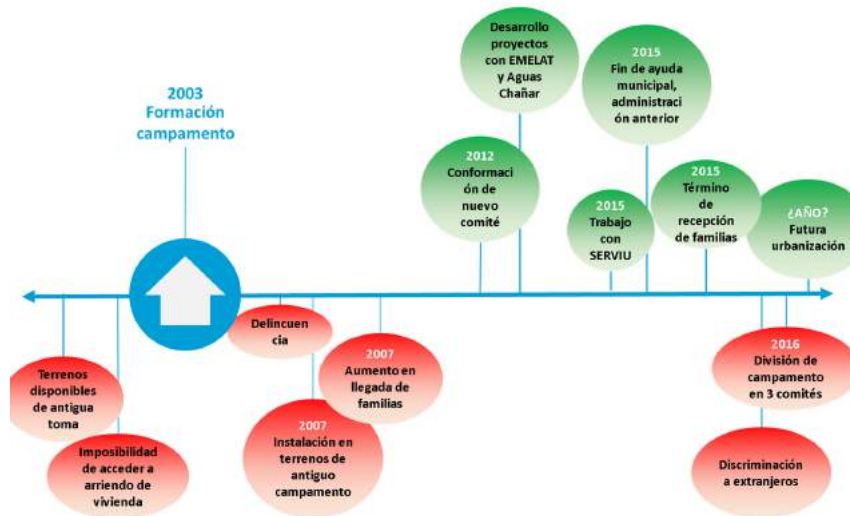 2003
Formación
campamento
Desarrollo
proyectos
con EMELAT
y Aguas
Chañar
2015
Fin de ayuda
municipal,
administraci
ón anterior
2012
Conformaci
ón de
nuevo
comité
2015
Trabajo
con
SERVIU
2015
Término
de
recepción
de familias
¿AÑO?
Futura
urbanización
Terrenos
disponibles
de antigua
toma
Imposibilidad
de acceder a
arriendo de
vivienda
Delincuen
cia
2007
Instalación en
terrenos de
antiguo
campamento
2007
Aumento en
llegada de
familias
2016
División de
campamento
en 3 comités
Discriminación
a extranjeros